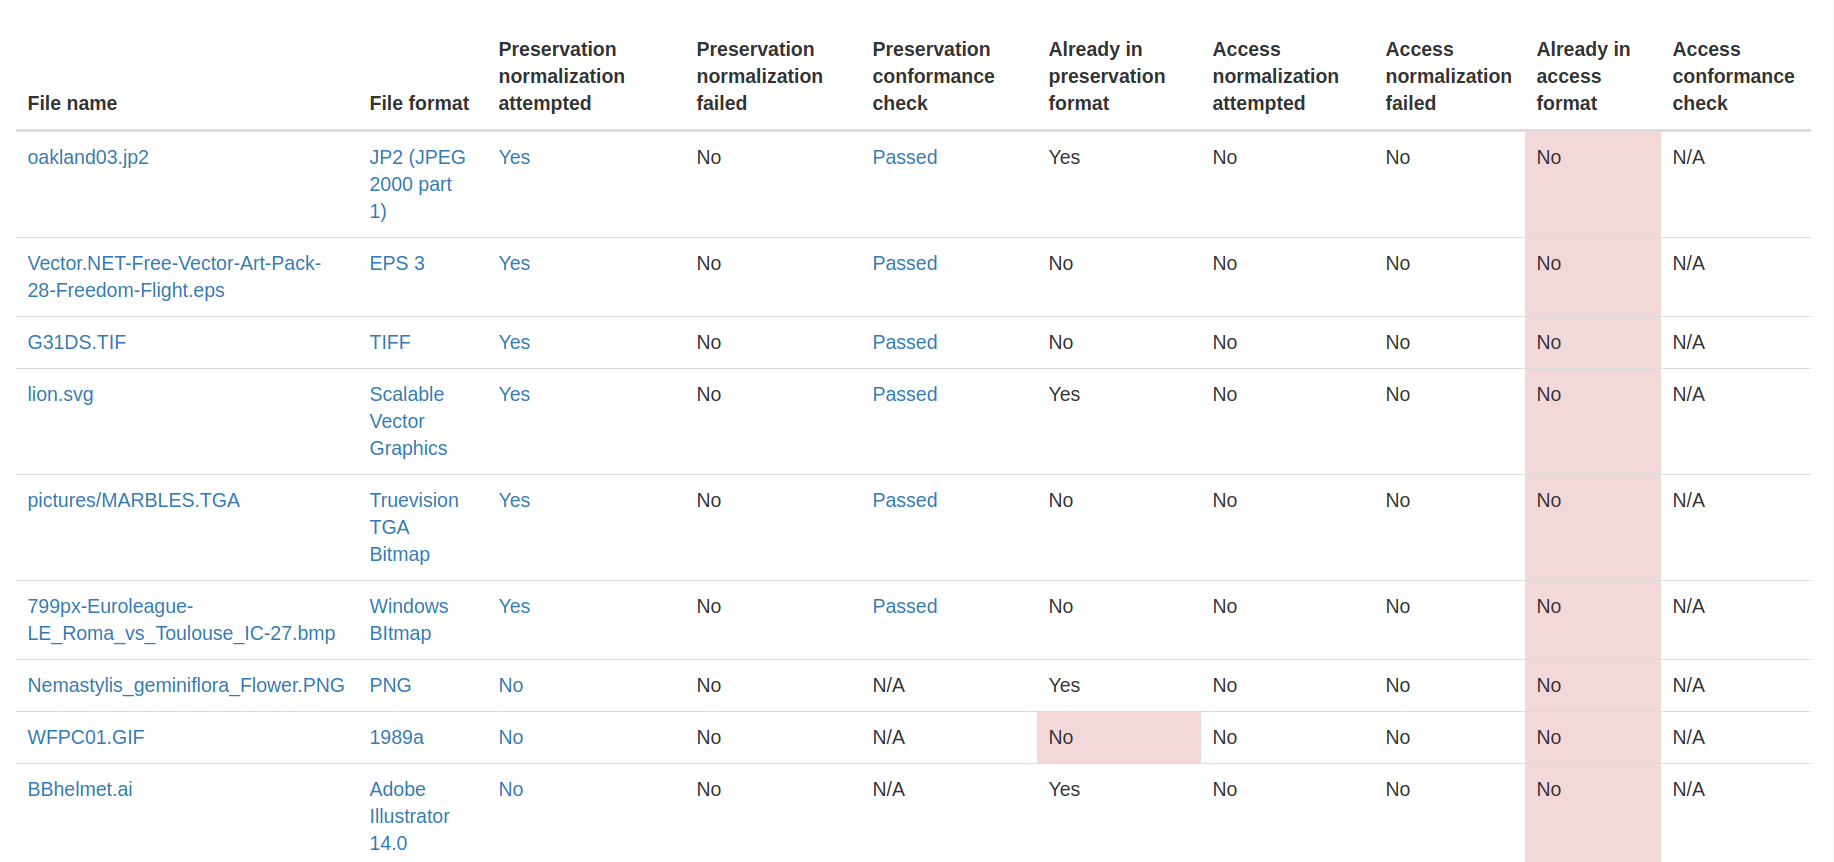 File name File format Preservation normalization attempted Preservation normalization failed Preservation conformance check Already in preservation format Access normalization attempted Access normalization failed Already in access format Access conformance check
oakland03.jp2 JP2 (JPEG 2000 part 1) Yes No Passed Yes No No No N/A
Vector.NET-Free-Vector-Art-Pack-28-Freedom-Flight.eps EPS 3 Yes No Passed No No No No N/A
G31DS.TIF TIFF Yes No Passed No No No No N/A
lion.svg Scalable Vector Graphics Yes No Passed Yes No No No N/A
pictures/MARBLES.TGA Truevision TGA Bitmap Yes No Passed No No No No N/A
799px-Euroleague-LE_Roma_vs_Toulouse_IC-27.bmp Windows BItmap Yes No Passed No No No No N/A
Nemastylis_geminiflora_Flower.PNG PNG No No N/A Yes No No No N/A
WFPC01.GIF 1989a No No N/A No No No No N/A
BBhelmet.ai Adobe Illustrator 14.0 No No N/A Yes No No No N/A